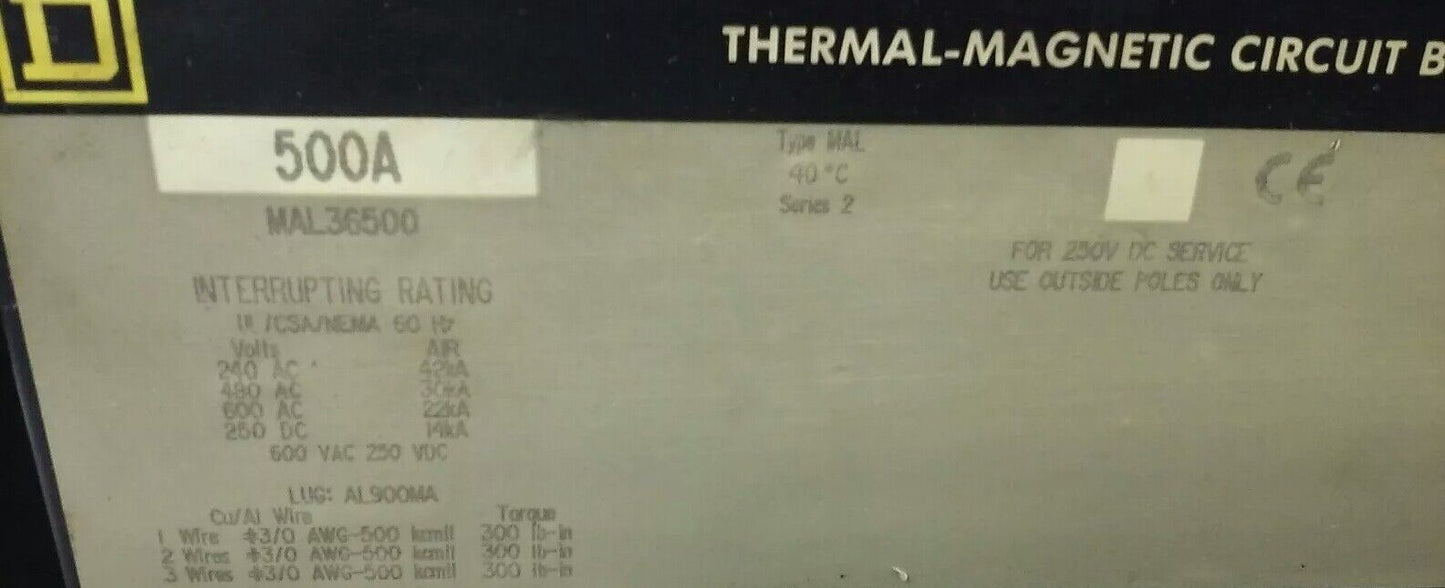 D
THERMAL-MAGNETIC CIRCUIT B
500A
MAL36500
Type MAL
40 °C
Series 2
CE
FOR 250V DC SERVICE
USE OUTSIDE POLES ONLY
INTERRUPTING RATING
UL/CSA/NEMA 60 Hz
Volts AIR
240 AC 42kA
480 AC 30kA
600 AC 22kA
250 DC 14kA
600 VAC 250 VDC
LUG: AL900MA
Cu/Al Wire Torque
1 Wire #3/0 AWG-500 kcmil 300 lb-in
2 Wires #3/0 AWG-500 kcmil 300 lb-in
3 Wires #3/0 AWG-500 kcmil 300 lb-in